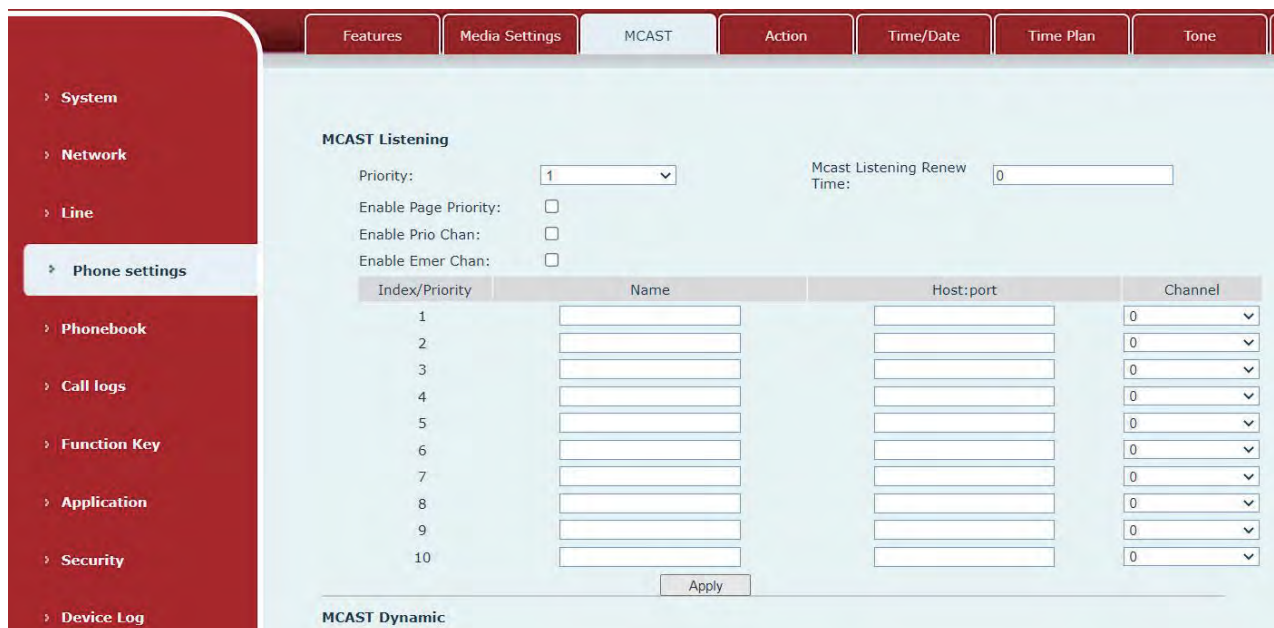 Features Media Settings MCAST Action Time/Date Time Plan Tone
System
Network
Line
Phone settings
Phonebook
Call logs
Function Key
Application
Security
Device Log
MCAST Listening
Priority: 1 Mcast Listening Renew Time: 0
Enable Page Priority:
Enable Prio Chan:
Enable Emer Chan:
Index/Priority Name Host:port Channel
1 0
2 0
3 0
4 0
5 0
6 0
7 0
8 0
9 0
10 0
Apply
MCAST Dynamic